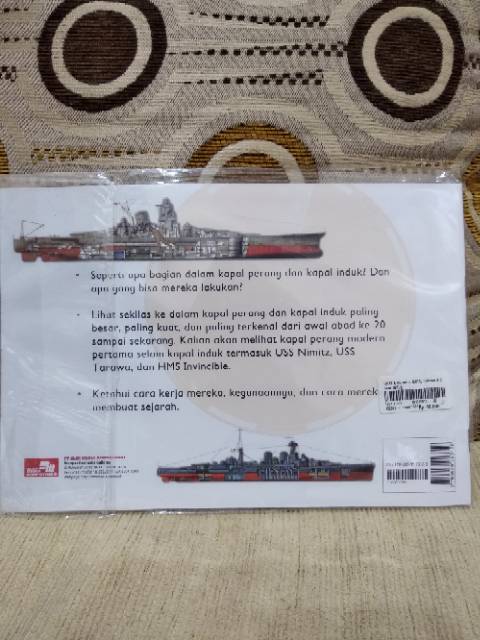 • Seperti apa bagian dalam kapal perang dan kapal induk? Dan
apa yang bisa mereka lakukan?
• Lihat sekilas ke dalam kapal perang dan kapal induk paling
besar, paling kuat, dan paling terkenal dari awal abad ke 20
sampai sekarang. Kalian akan melihat kapal perang modern
pertama selain kapal induk termasuk USS Nimitz, USS
Tarawa, dan HMS Invincible.
• Ketahui cara kerja mereka, kegunaannya, dan cara merek
membuat sejarah.